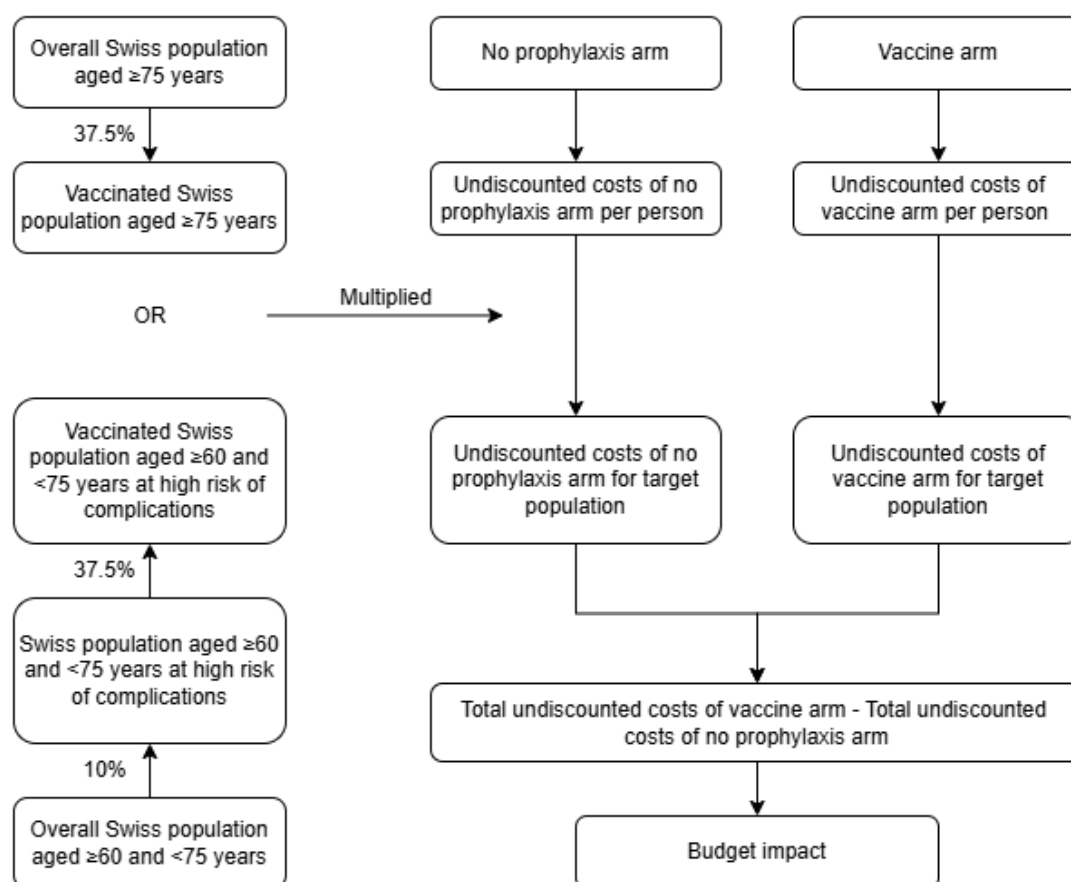 Overall Swiss population
aged ≥75 years
37.5%
Vaccinated Swiss
population aged ≥75 years
OR
Multiplied
Vaccinated Swiss
population aged ≥60 and
<75 years at high risk of
complications
37.5%
Swiss population aged ≥60
and <75 years at high risk
of complications
10%
Overall Swiss population
aged ≥60 and <75 years
No prophylaxis arm
Undiscounted costs of no
prophylaxis arm per person
Undiscounted costs of no
prophylaxis arm for target
population
Vaccine arm
Undiscounted costs of
vaccine arm per person
Undiscounted costs of
vaccine arm for target
population
Total undiscounted costs of vaccine arm - Total undiscounted
costs of no prophylaxis arm
Budget impact